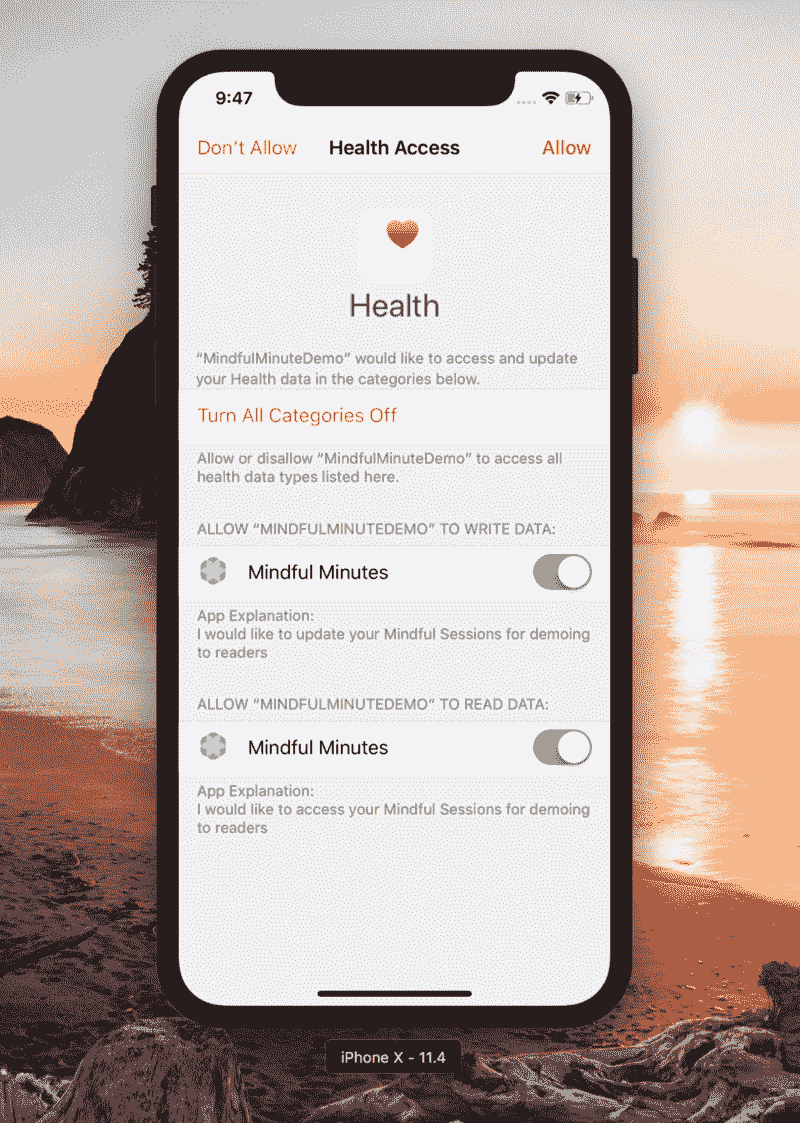 9:47
Don't Allow Health Access Allow
Health
“MindfulMinuteDemo” would like to access and update
your Health data in the categories below.
Turn All Categories Off
Allow or disallow “MindfulMinuteDemo” to access all
health data types listed here.
ALLOW “MINDFULMINUTEDEMO” TO WRITE DATA:
Mindful Minutes
App Explanation:
I would like to update your Mindful Sessions for demoing
to readers
ALLOW “MINDFULMINUTEDEMO” TO READ DATA:
Mindful Minutes
App Explanation:
I would like to access your Mindful Sessions for demoing
to readers
iPhone X - 11.4